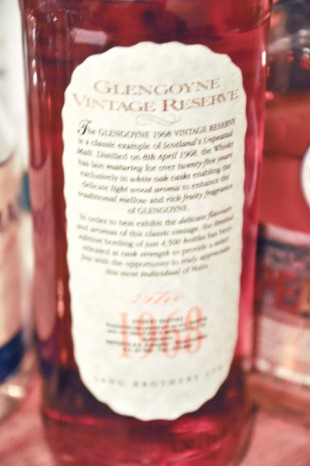 GLENGOYNE
VINTAGE RESERVE
The GLENGOYNE 1968 VINTAGE RESERVE
is a classic example of Scotland's Unpeated
Malt. Distilled on 8th April 1968, the Whisky
has lain maturing for over twenty-five years
exclusively in white oak casks enabling the
delicate light wood aroma to enhance the
traditional mellow and rich fruity fragrance
of GLENGOYNE.
In order to best exhibit the delicate flavours
and aromas of this classic vintage, the limited
edition bottling of just 4,500 bottles has been
released at cask strength to provide a select
few with the opportunity to truly appreciate
this most individual of Malts.
The
LANG BROTHERS LTD